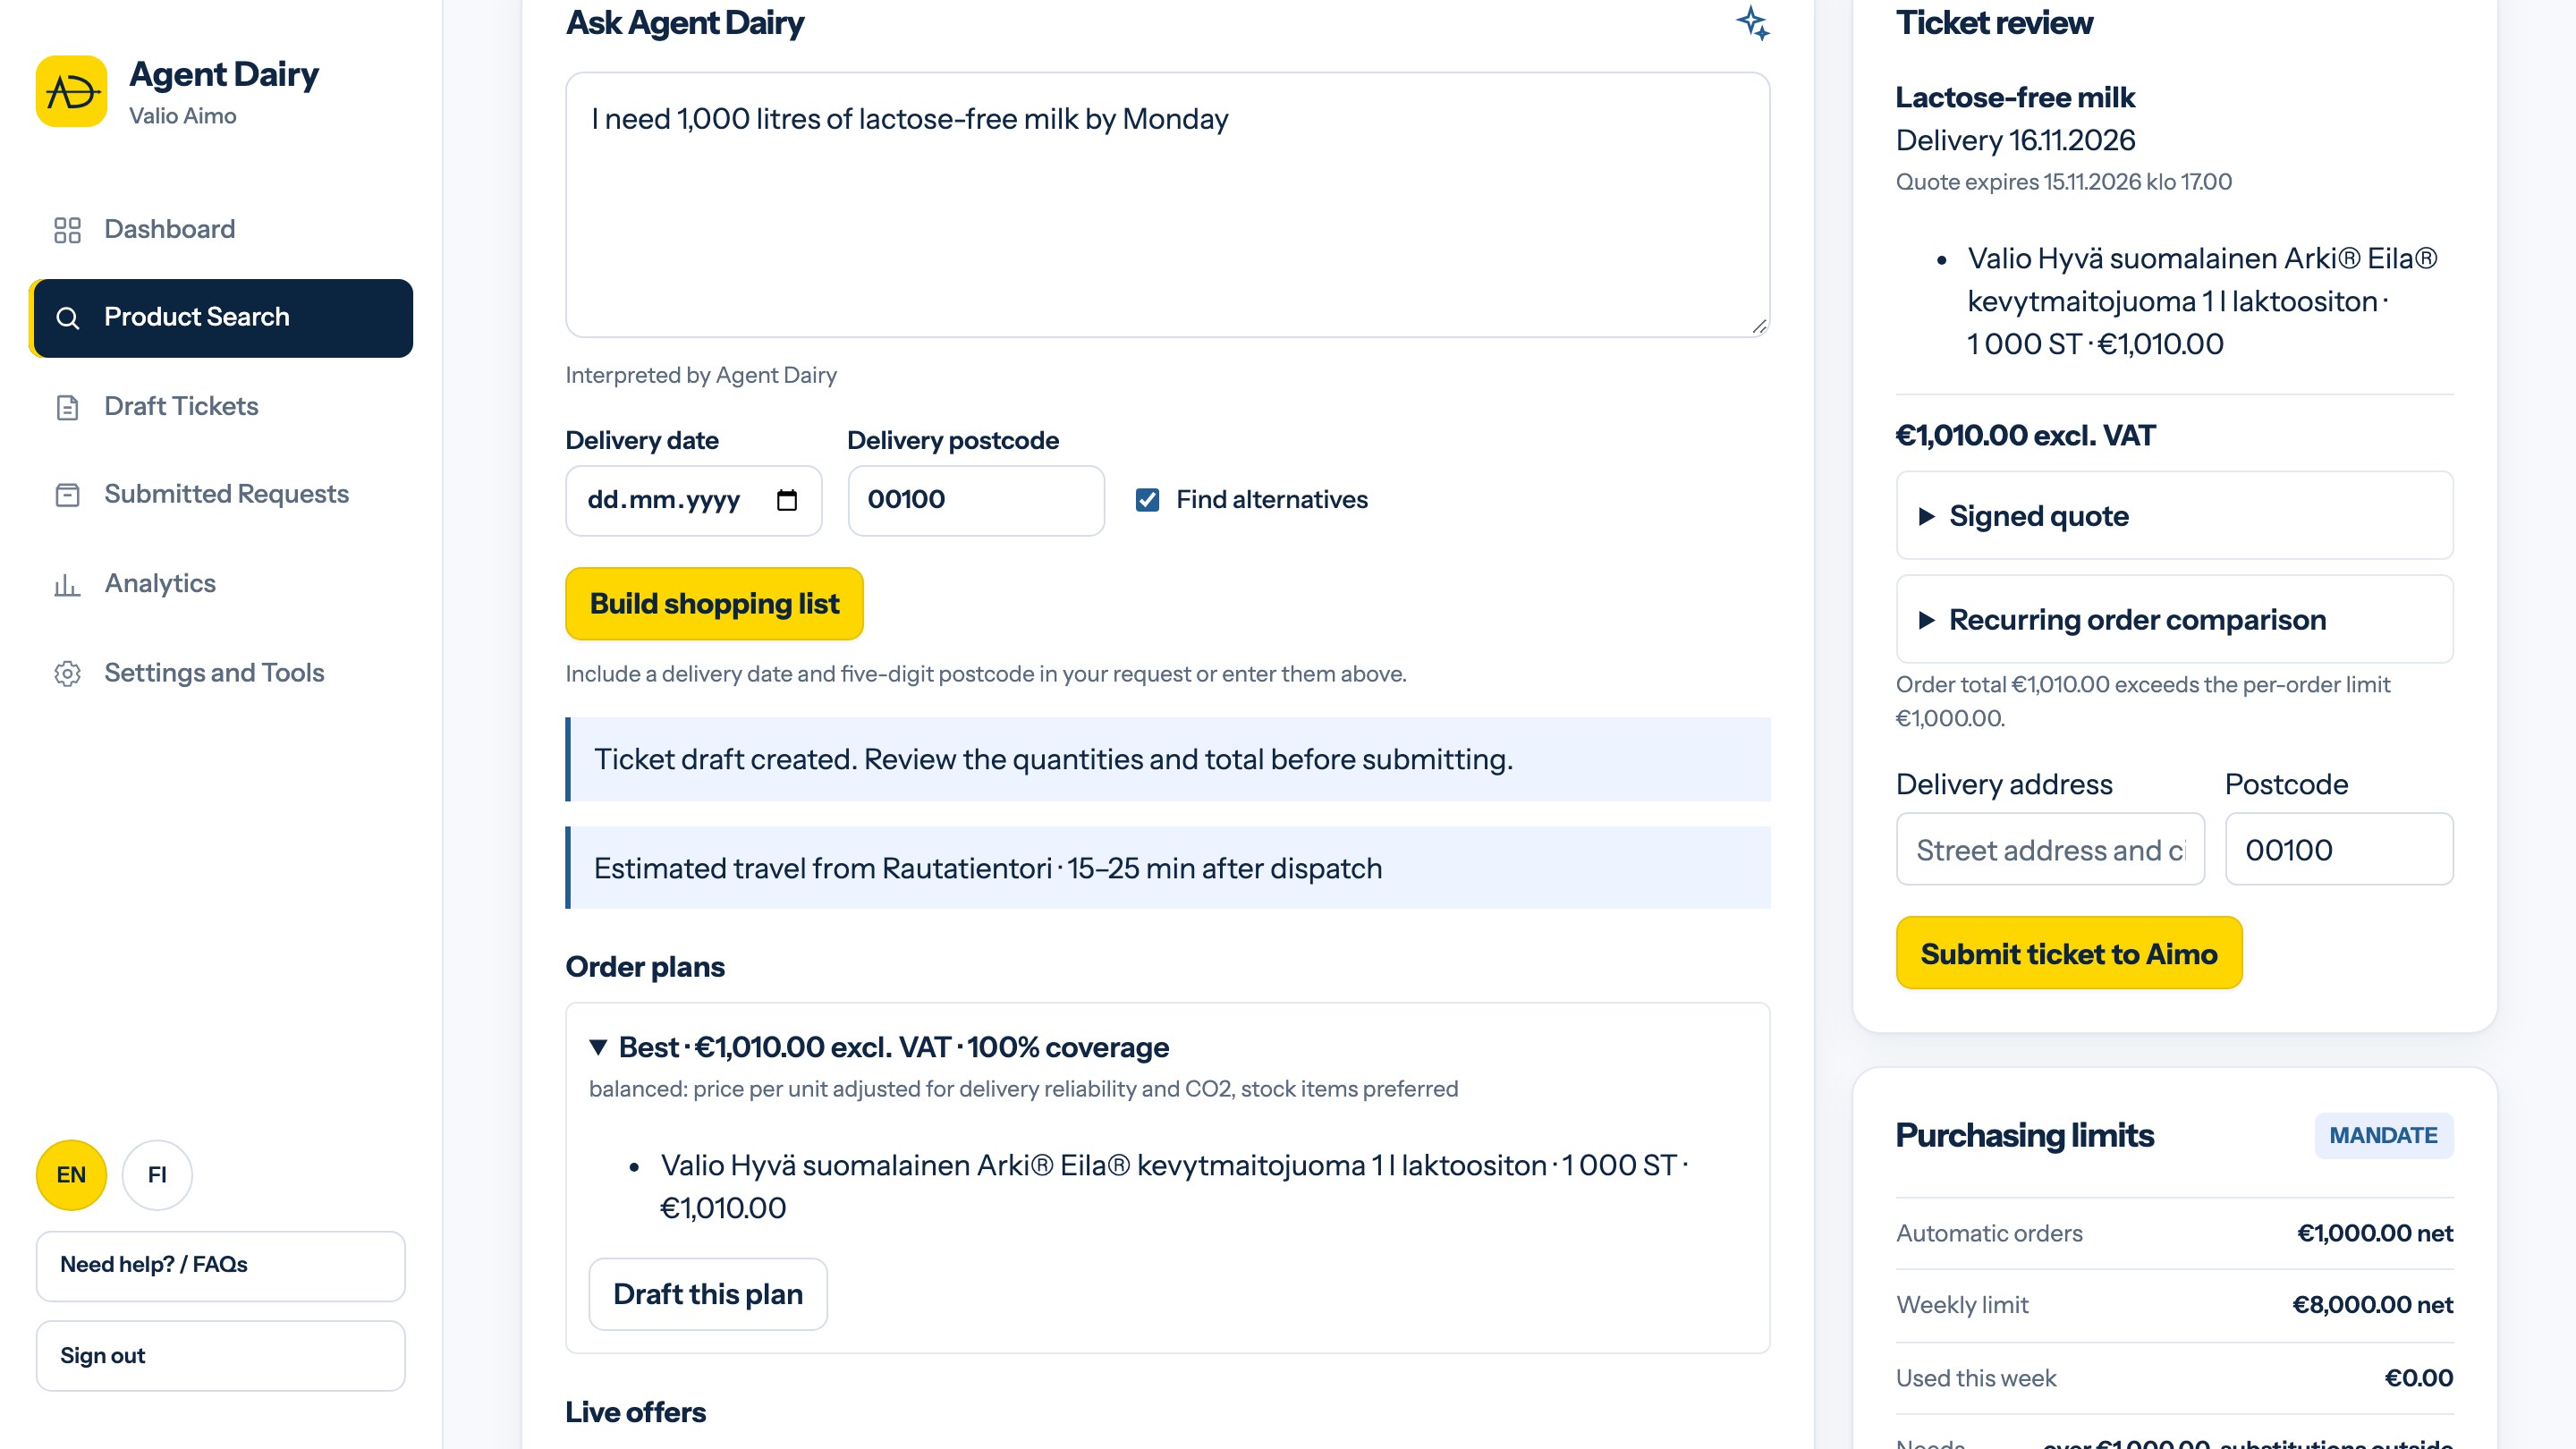 Agent Dairy
Valio Aimo
Dashboard
Product Search
Draft Tickets
Submitted Requests
Analytics
Settings and Tools
EN
FI
Need help? / FAQs
Sign out
Ask Agent Dairy
I need 1,000 litres of lactose-free milk by Monday
Interpreted by Agent Dairy
Delivery date
Delivery postcode
dd.mm.yyyy
00100
Find alternatives
Build shopping list
Include a delivery date and five-digit postcode in your request or enter them above.
Ticket draft created. Review the quantities and total before submitting.
Estimated travel from Rautatientori · 15–25 min after dispatch
Order plans
Best · €1,010.00 excl. VAT · 100% coverage
balanced: price per unit adjusted for delivery reliability and CO2, stock items preferred
Valio Hyvä suomalainen Arki® Eila® kevytmaitojuoma 1 l laktoositon · 1 000 ST ·
€1,010.00
Draft this plan
Live offers
Ticket review
Lactose-free milk
Delivery 16.11.2026
Quote expires 15.11.2026 klo 17.00
Valio Hyvä suomalainen Arki® Eila®
kevytmaitojuoma 1 l laktoositon ·
1 000 ST · €1,010.00
€1,010.00 excl. VAT
Signed quote
Recurring order comparison
Order total €1,010.00 exceeds the per-order limit
€1,000.00.
Delivery address
Postcode
Street address and ci
00100
Submit ticket to Aimo
Purchasing limits
MANDATE
Automatic orders
€1,000.00 net
Weekly limit
€8,000.00 net
Used this week
€0.00
Needs
over €1,000.00, substitutions outside